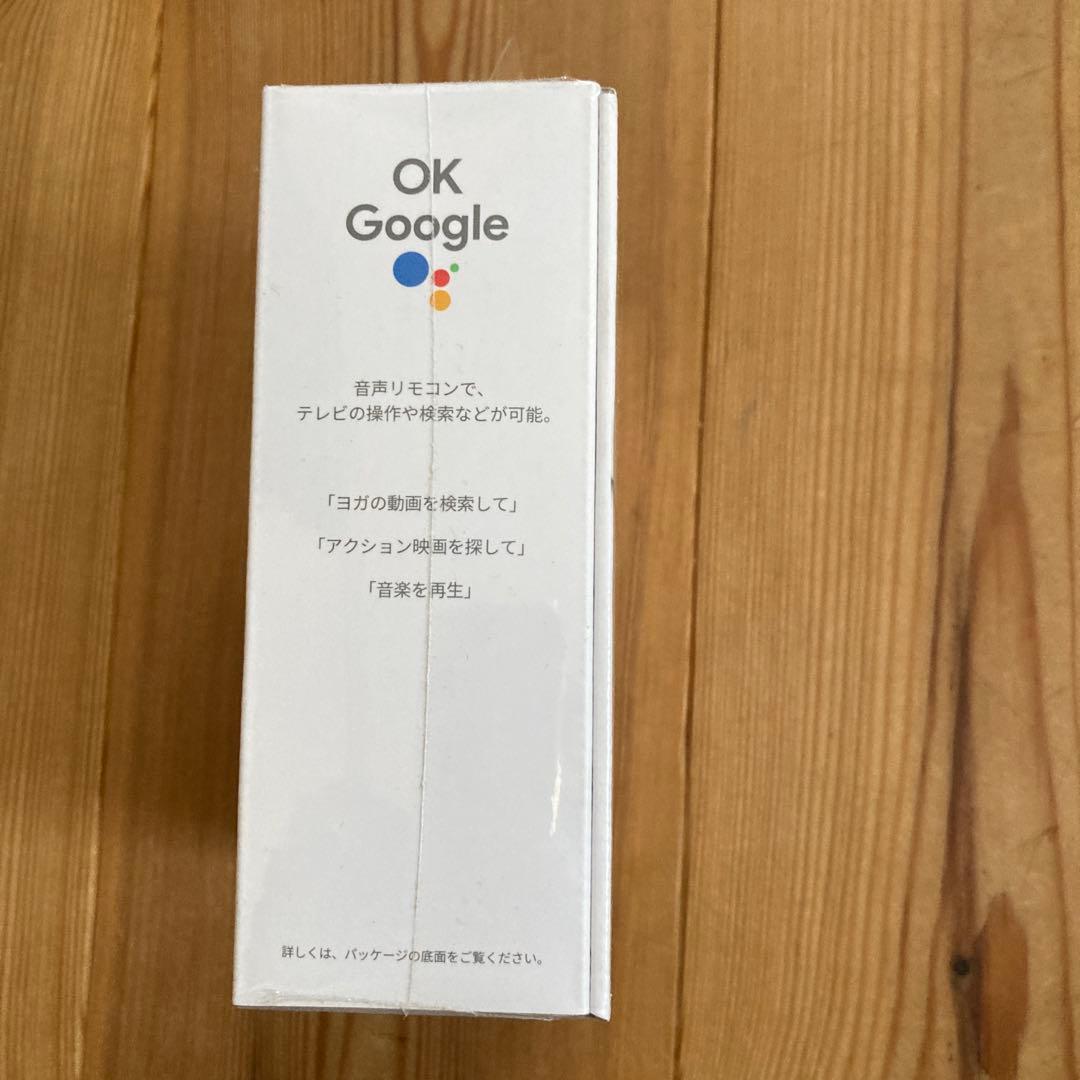 OK
Google
音声リモコンで、
テレビの操作や検索などが可能。
「ヨガの動画を検索して」
「アクション映画を探して」
「音楽を再生」
詳しくは、パッケージの底面をご覧ください。